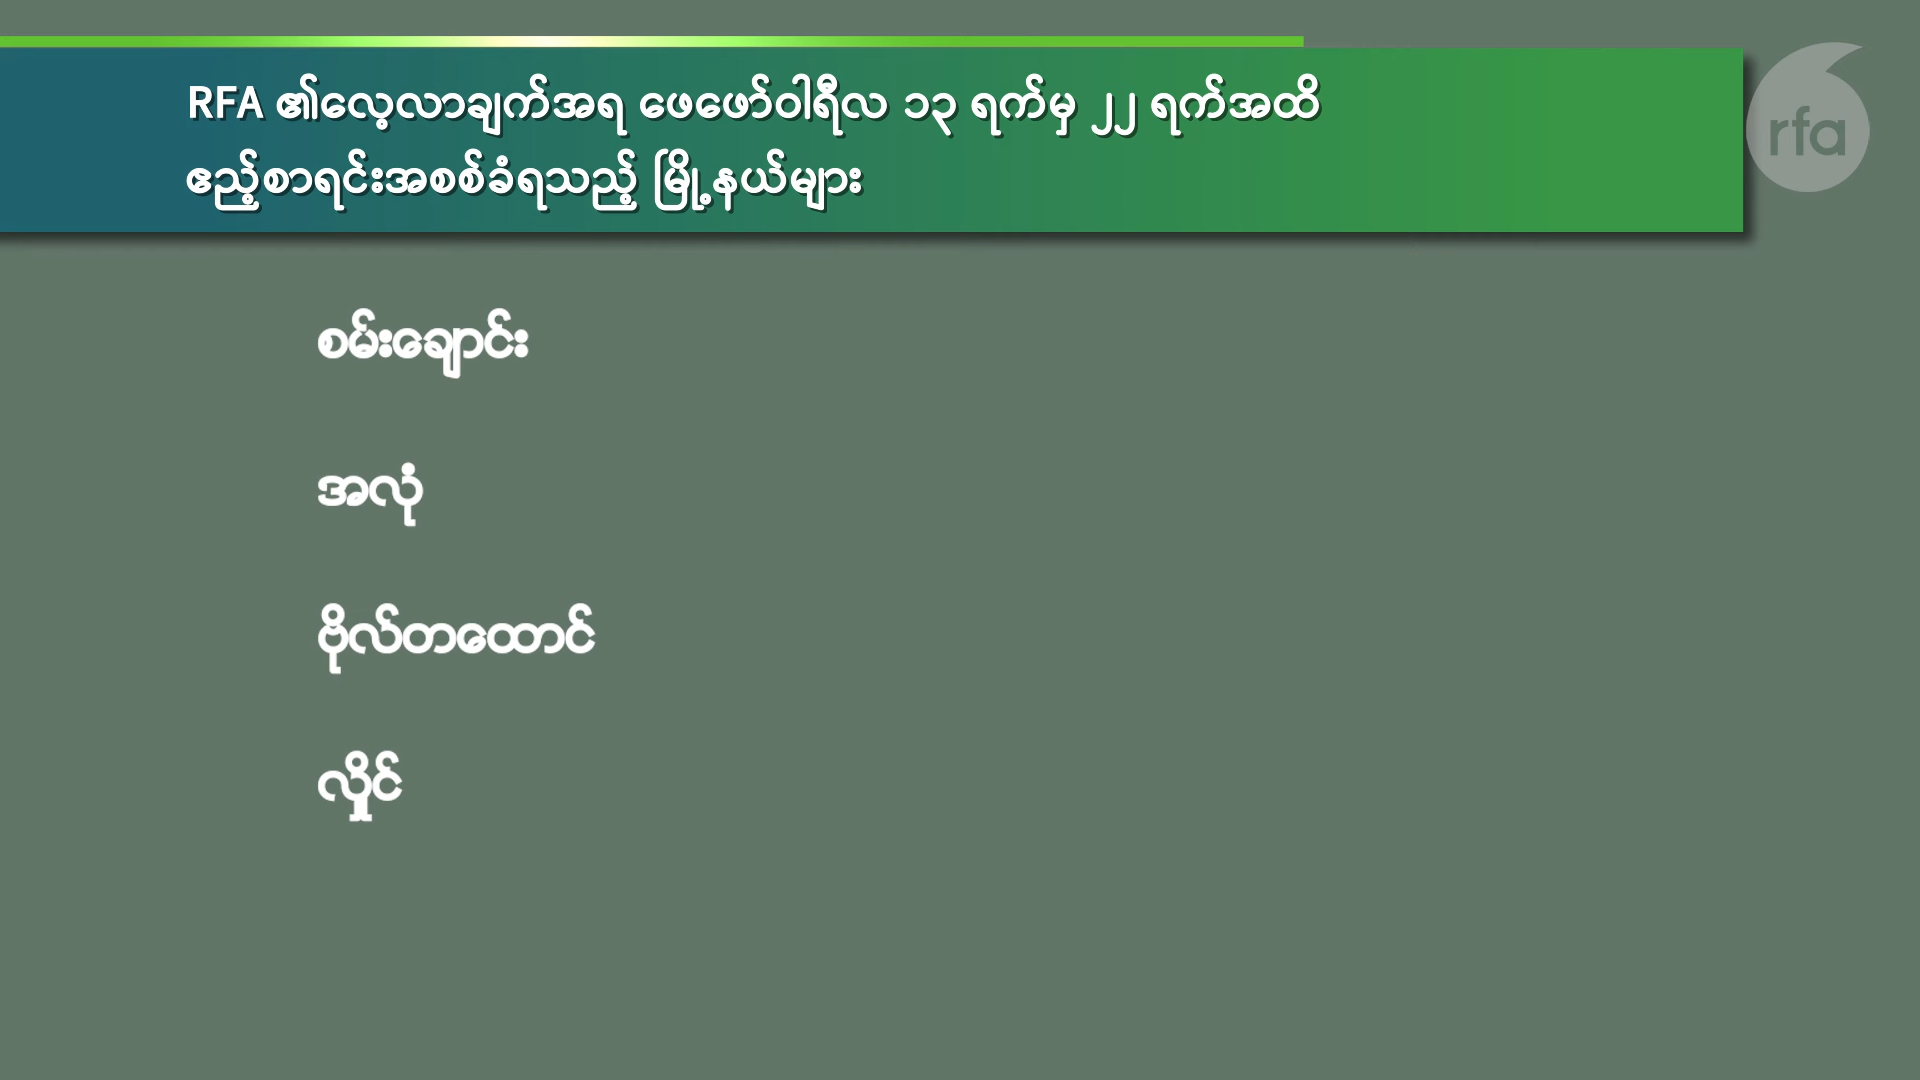 RFA ၏လေ့လာချက်အရ ဖေဖော်ဝါရီလ ၁၃ ရက်မှ ၂၂ ရက်အထိ
ဧည့်စာရင်းအစစ်ခံရသည့် မြို့နယ်များ
rfa
စမ်းချောင်း
အလုံ
ဗိုလ်တထောင်
လှိုင်